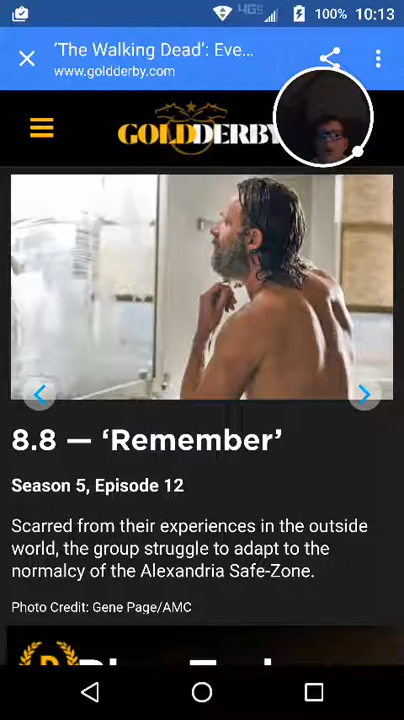 4G 100% 10:13
‘The Walking Dead’: Eve…
www.goldderby.com
GOLDDERBY
8.8 — ‘Remember’
Season 5, Episode 12
Scarred from their experiences in the outside
world, the group struggle to adapt to the
normalcy of the Alexandria Safe-Zone.
Photo Credit: Gene Page/AMC